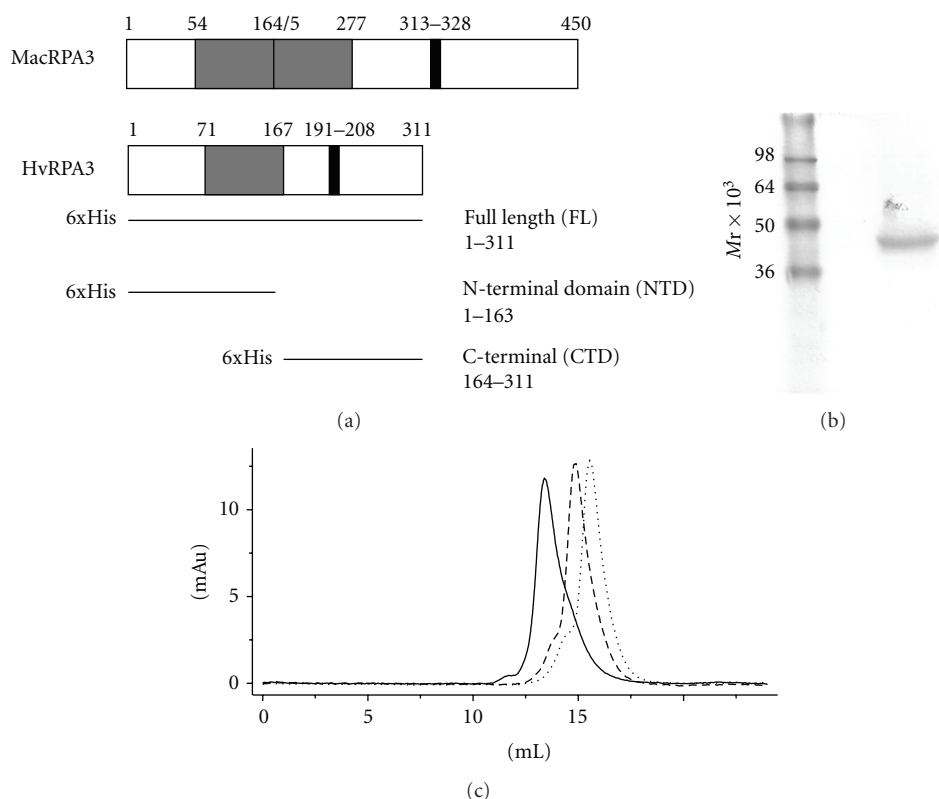 1 54 164/5 277 313–328 450
MacRPA3
1 71 167 191–208 311
HvRPA3
6xHis Full length (FL)
1–311
6xHis N-terminal domain (NTD)
1–163
6xHis C-terminal (CTD)
164–311
(a)
98
64
50
36
Mr × 10³
(b)
10
5
0
(mAu)
0 5 10 15
(mL)
(c)